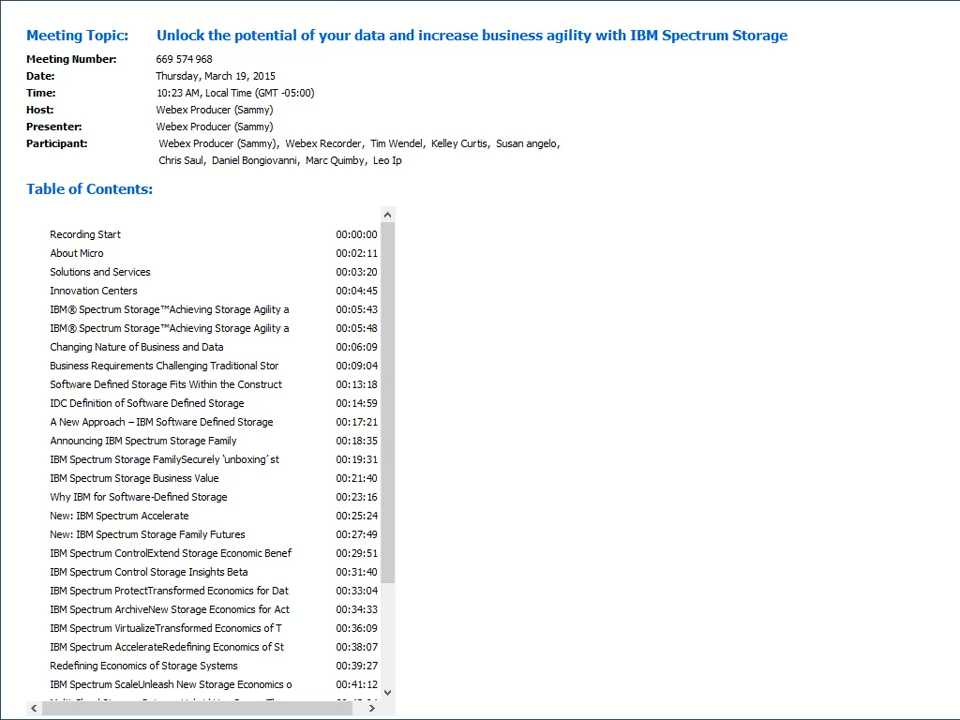 Meeting Topic: Unlock the potential of your data and increase business agility with IBM Spectrum Storage
Meeting Number: 669 574 968
Date: Thursday, March 19, 2015
Time: 10:23 AM, Local Time (GMT -05:00)
Host: Webex Producer (Sammy)
Presenter: Webex Producer (Sammy)
Participant: Webex Producer (Sammy), Webex Recorder, Tim Wendel, Kelley Curtis, Susan angelo,
Chris Saul, Daniel Bongiovanni, Marc Quimby, Leo Ip
Table of Contents:
Recording Start 00:00:00
About Micro 00:02:11
Solutions and Services 00:03:20
Innovation Centers 00:04:45
IBM® Spectrum Storage™Achieving Storage Agility a 00:05:43
IBM® Spectrum Storage™Achieving Storage Agility a 00:05:48
Changing Nature of Business and Data 00:06:09
Business Requirements Challenging Traditional Stor 00:09:04
Software Defined Storage Fits Within the Construct 00:13:18
IDC Definition of Software Defined Storage 00:14:59
A New Approach – IBM Software Defined Storage 00:17:21
Announcing IBM Spectrum Storage Family 00:18:35
IBM Spectrum Storage FamilySecurely 'unboxing' st 00:19:31
IBM Spectrum Storage Business Value 00:21:40
Why IBM for Software-Defined Storage 00:23:16
New: IBM Spectrum Accelerate 00:25:24
New: IBM Spectrum Storage Family Futures 00:27:49
IBM Spectrum ControlExtend Storage Economic Benef 00:29:51
IBM Spectrum Control Storage Insights Beta 00:31:40
IBM Spectrum ProtectTransformed Economics for Dat 00:33:04
IBM Spectrum ArchiveNew Storage Economics for Act 00:34:33
IBM Spectrum VirtualizeTransformed Economics of T 00:36:09
IBM Spectrum AccelerateRedefining Economics of St 00:38:07
Redefining Economics of Storage Systems 00:39:27
IBM Spectrum ScaleUnleash New Storage Economics o 00:41:12